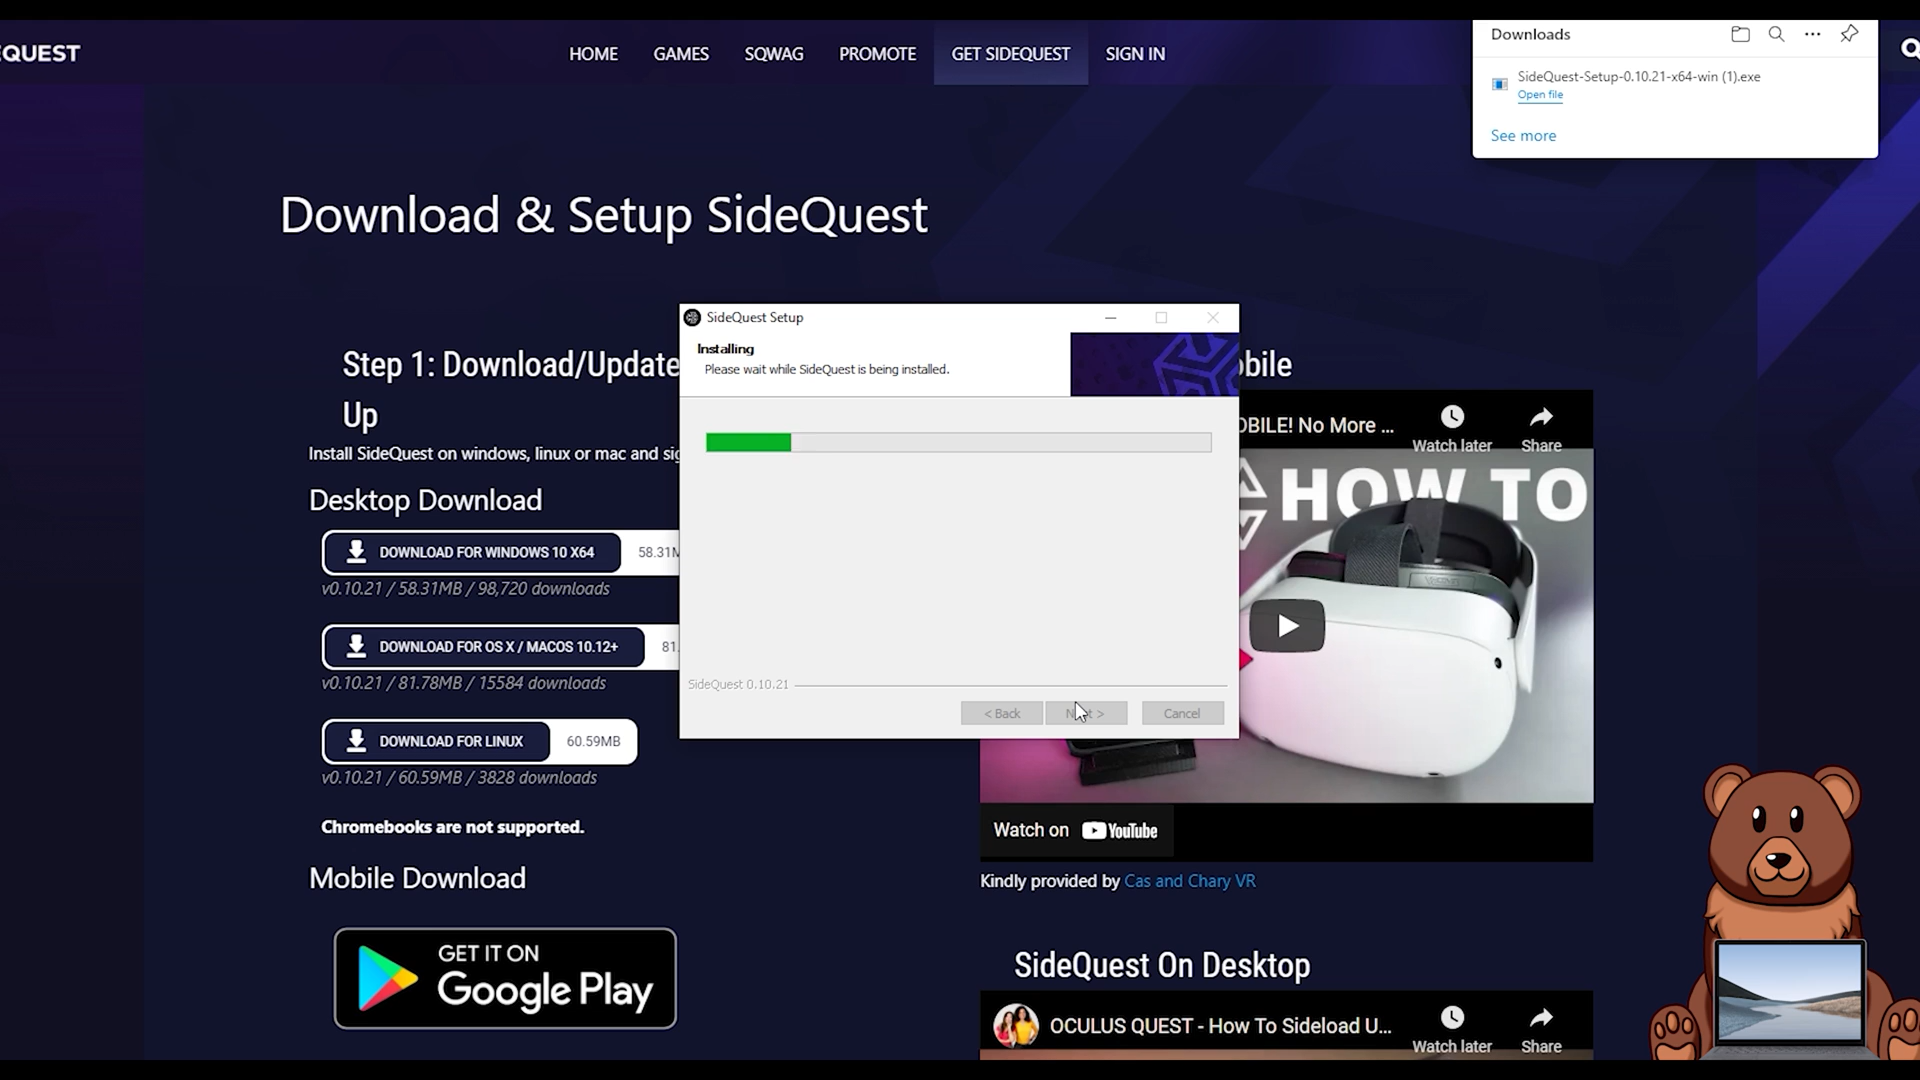 EQUEST
HOME
GAMES
SQWAG
PROMOTE
GET SIDEQUEST
SIGN IN
Downloads
SideQuest-Setup-0.10.21-x64-win (1).exe
Open file
See more
Download & Setup SideQuest
Step 1: Download/Update
Up
Install SideQuest on windows, linux or mac and sig
Desktop Download
DOWNLOAD FOR WINDOWS 10 X64
58.31M
v0.10.21 / 58.31MB / 98,720 downloads
DOWNLOAD FOR OS X / MACOS 10.12+
81.
v0.10.21 / 81.78MB / 15584 downloads
DOWNLOAD FOR LINUX
60.59MB
v0.10.21 / 60.59MB / 3828 downloads
Chromebooks are not supported.
Mobile Download
GET IT ON
Google Play
SideQuest Setup
Installing
Please wait while SideQuest is being installed.
SideQuest 0.10.21
< Back
Cancel
obile
OBILE! No More ...
Watch later
Share
HOW TO
Watch on YouTube
Kindly provided by Cas and Chary VR
SideQuest On Desktop
OCULUS QUEST - How To Sideload U...
Watch later
Share